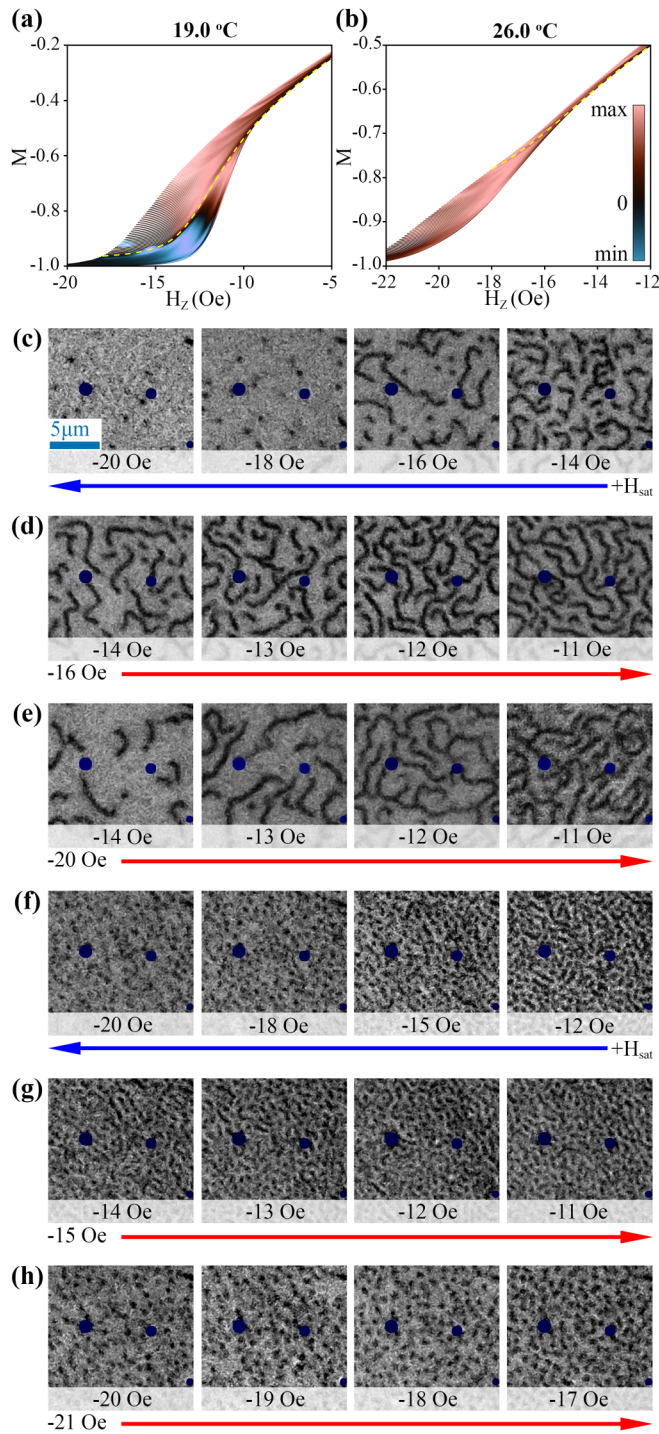 (a) 19.0 °C
-0.2
-0.4
-0.6
-0.8
-1.0
M
-20 -15 -10 -5
H_Z (Oe)
(b) 26.0 °C
-0.5
-0.6
-0.7
-0.8
-0.9
-1.0
M
-22 -20 -18 -16 -14 -12
H_Z (Oe)
max
0
min
(c)
5μm
-20 Oe -18 Oe -16 Oe -14 Oe
+H_sat
(d)
-14 Oe -13 Oe -12 Oe -11 Oe
-16 Oe
(e)
-14 Oe -13 Oe -12 Oe -11 Oe
-20 Oe
(f)
-20 Oe -18 Oe -15 Oe -12 Oe
+H_sat
(g)
-14 Oe -13 Oe -12 Oe -11 Oe
-15 Oe
(h)
-20 Oe -19 Oe -18 Oe -17 Oe
-21 Oe